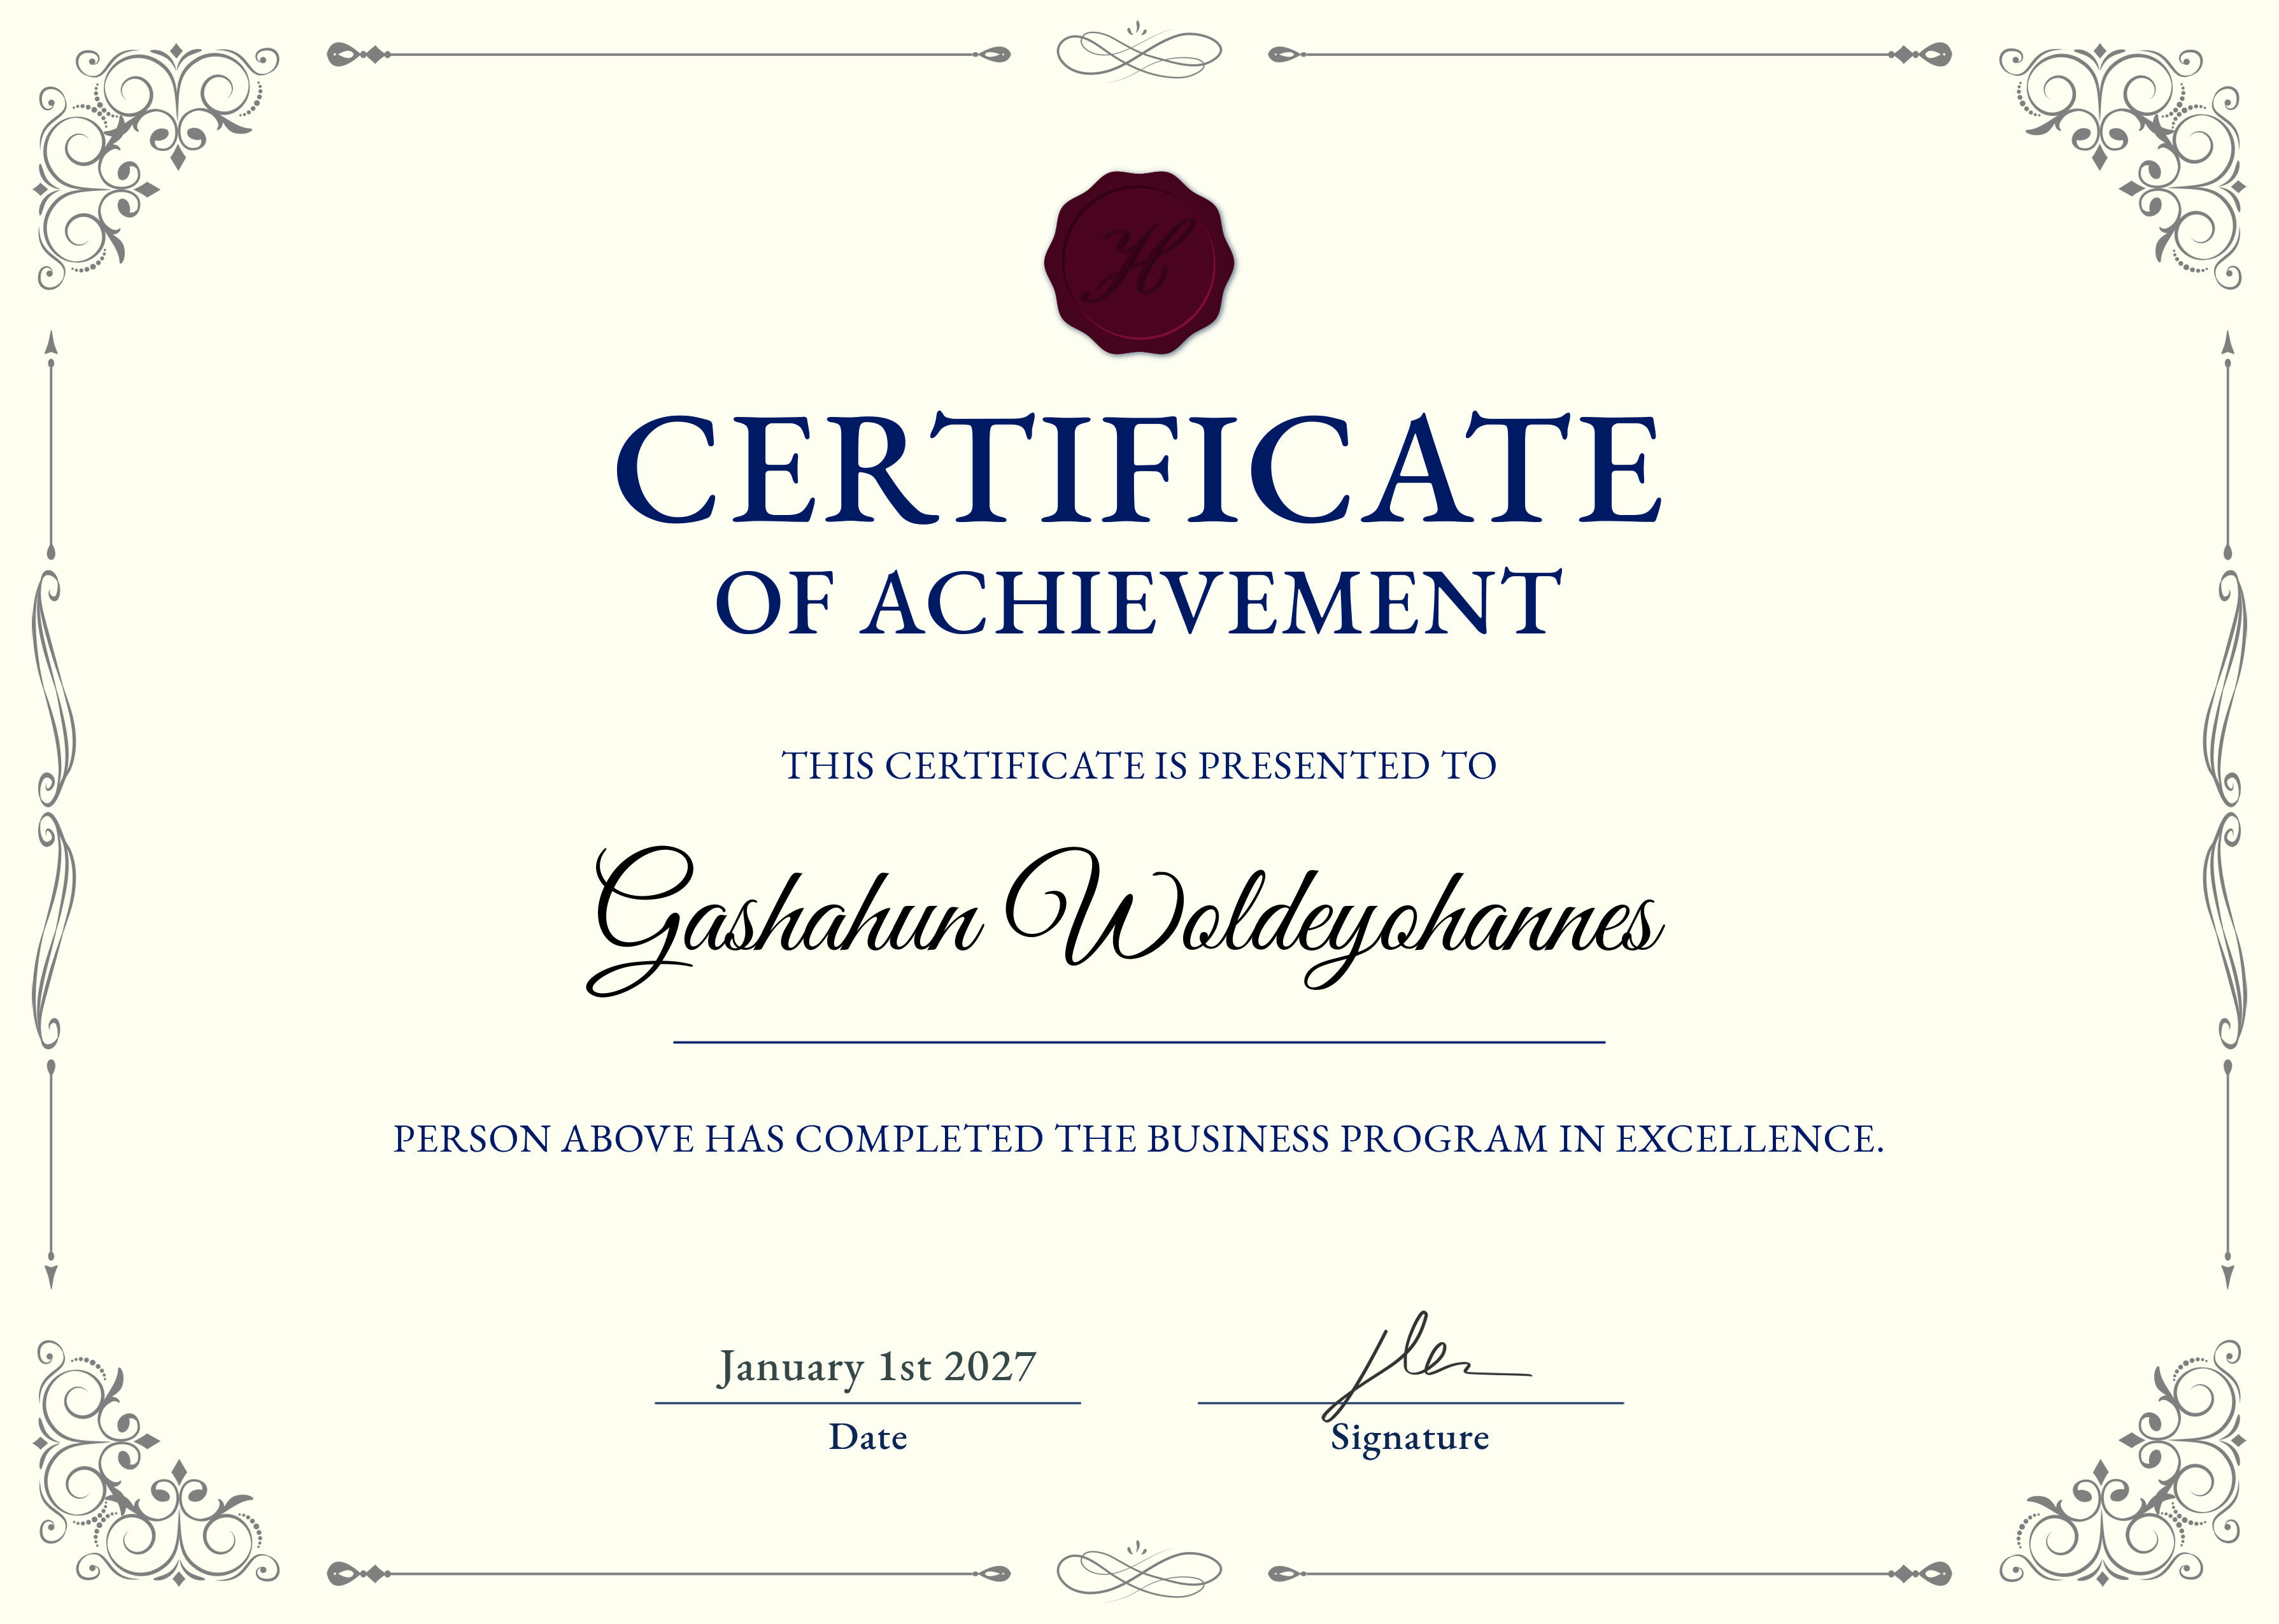 H
CERTIFICATE
OF ACHIEVEMENT
THIS CERTIFICATE IS PRESENTED TO
Gashahun Woldeyohannes
PERSON ABOVE HAS COMPLETED THE BUSINESS PROGRAM IN EXCELLENCE.
January 1st 2027
Date
Signature